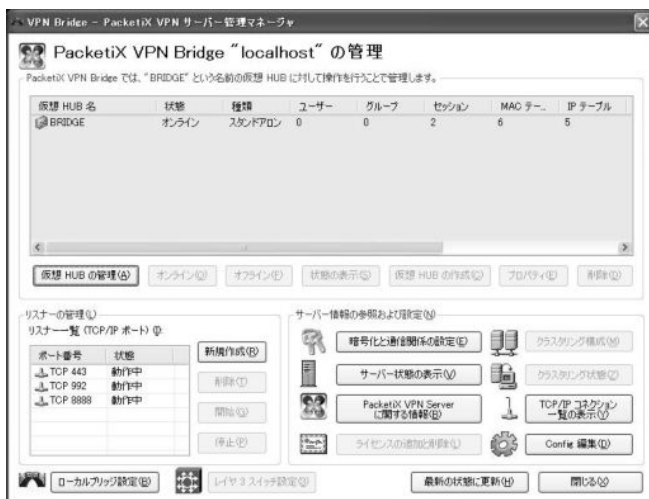 VPN Bridge - PacketiX VPN サーバー管理マネージャ
PacketiX VPN Bridge "localhost" の管理
PacketiX VPN Bridge では、"BRIDGE" という名前の仮想 HUB に対して操作を行うことで管理します。
仮想 HUB 名 状態 種類 ユーザー グループ セッション MAC テー... IP テーブル
BRIDGE オンライン スタンドアロン 0 0 2 6 5
仮想 HUB の管理(A) オンライン(O) オフライン(F) 状態の表示(S) 仮想 HUB の作成(C) プロパティ(E) 削除(D)
リスナーの管理(L)
リスナー一覧 (TCP/IP ポート)
ポート番号 状態
TCP 443 動作中
TCP 992 動作中
TCP 8888 動作中
新規作成(R)
削除(T)
開始(G)
停止(P)
サーバー情報の参照および設定(N)
暗号化と通信関係の設定(E) クラスタリング構成(M)
サーバー状態の表示(V) クラスタリング状態(Z)
PacketiX VPN Server に関する情報(B) TCP/IP コネクション 一覧の表示(Y)
ライセンスの追加と削除(L) Config 編集(Q)
ローカルブリッジ設定(B) レイヤ 3 スイッチ設定(3) 最新の状態に更新(H) 閉じる(X)